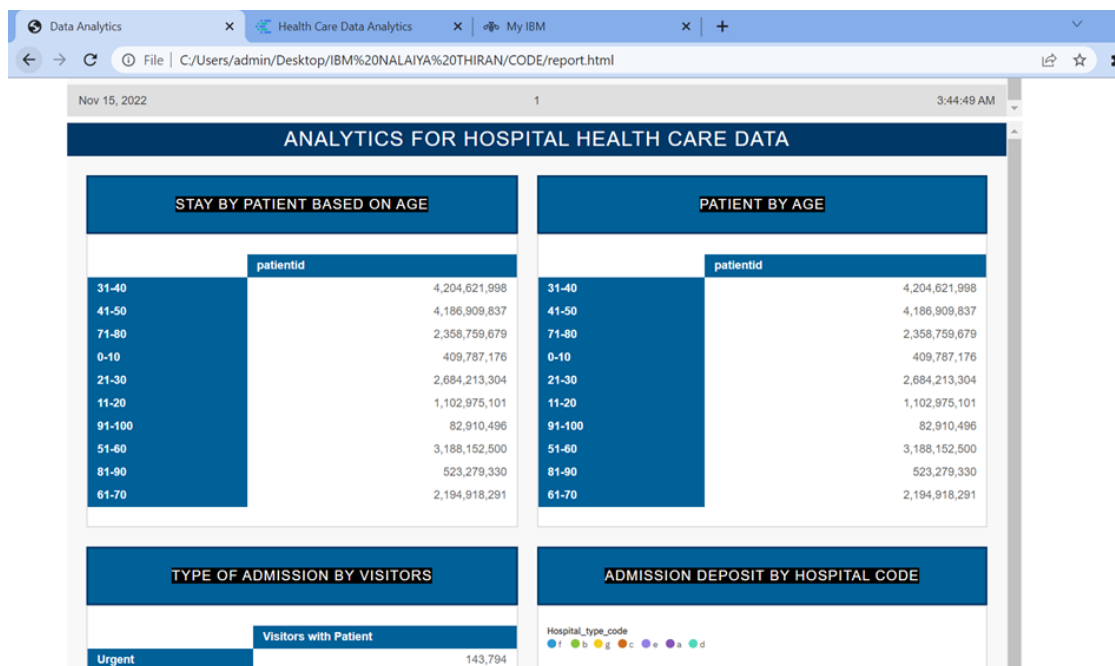 Data Analytics
Health Care Data Analytics
My IBM
File | C:/Users/admin/Desktop/IBM%20NALAIYA%20THIRAN/CODE/report.html
Nov 15, 2022 1 3:44:49 AM
ANALYTICS FOR HOSPITAL HEALTH CARE DATA
STAY BY PATIENT BASED ON AGE
patientid
31-40 4,204,621,998
41-50 4,186,909,837
71-80 2,358,759,679
0-10 409,787,176
21-30 2,684,213,304
11-20 1,102,975,101
91-100 82,910,496
51-60 3,188,152,500
81-90 523,279,330
61-70 2,194,918,291
PATIENT BY AGE
patientid
31-40 4,204,621,998
41-50 4,186,909,837
71-80 2,358,759,679
0-10 409,787,176
21-30 2,684,213,304
11-20 1,102,975,101
91-100 82,910,496
51-60 3,188,152,500
81-90 523,279,330
61-70 2,194,918,291
TYPE OF ADMISSION BY VISITORS
Visitors with Patient
Urgent 143,794
ADMISSION DEPOSIT BY HOSPITAL CODE
Hospital_type_code
f b g c e a d